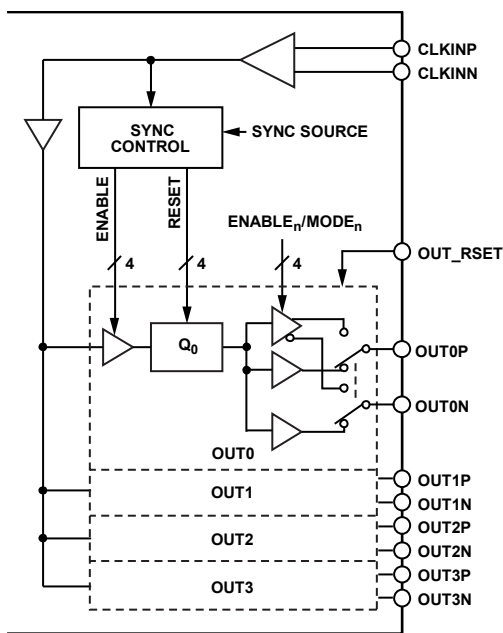 CLKINP
CLKINN
SYNC
CONTROL
SYNC SOURCE
ENABLE
RESET
ENABLEn/MODEn
4
4
4
OUT_RSET
Q0
OUT0P
OUT0N
OUT0
OUT1
OUT1P
OUT1N
OUT2
OUT2P
OUT2N
OUT3
OUT3P
OUT3N